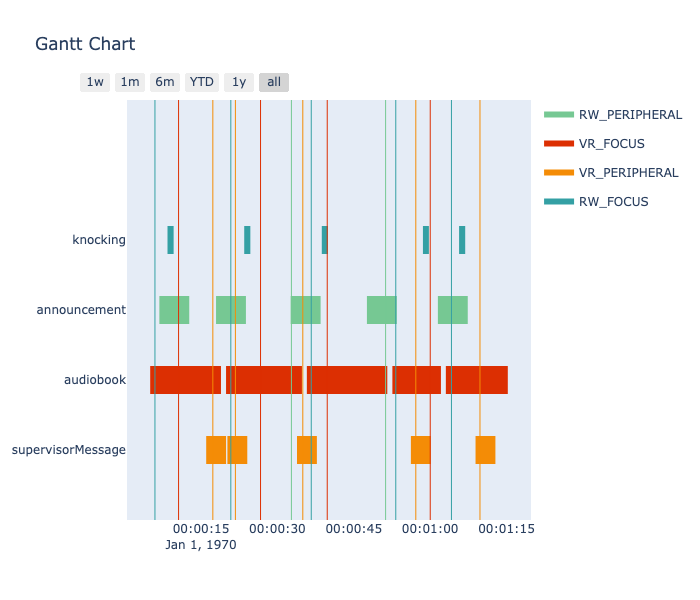 Gantt Chart
1w 1m 6m YTD 1y all
RW_PERIPHERAL
VR_FOCUS
VR_PERIPHERAL
RW_FOCUS
knocking
announcement
audiobook
supervisorMessage
00:00:15 00:00:30 00:00:45 00:01:00 00:01:15
Jan 1, 1970